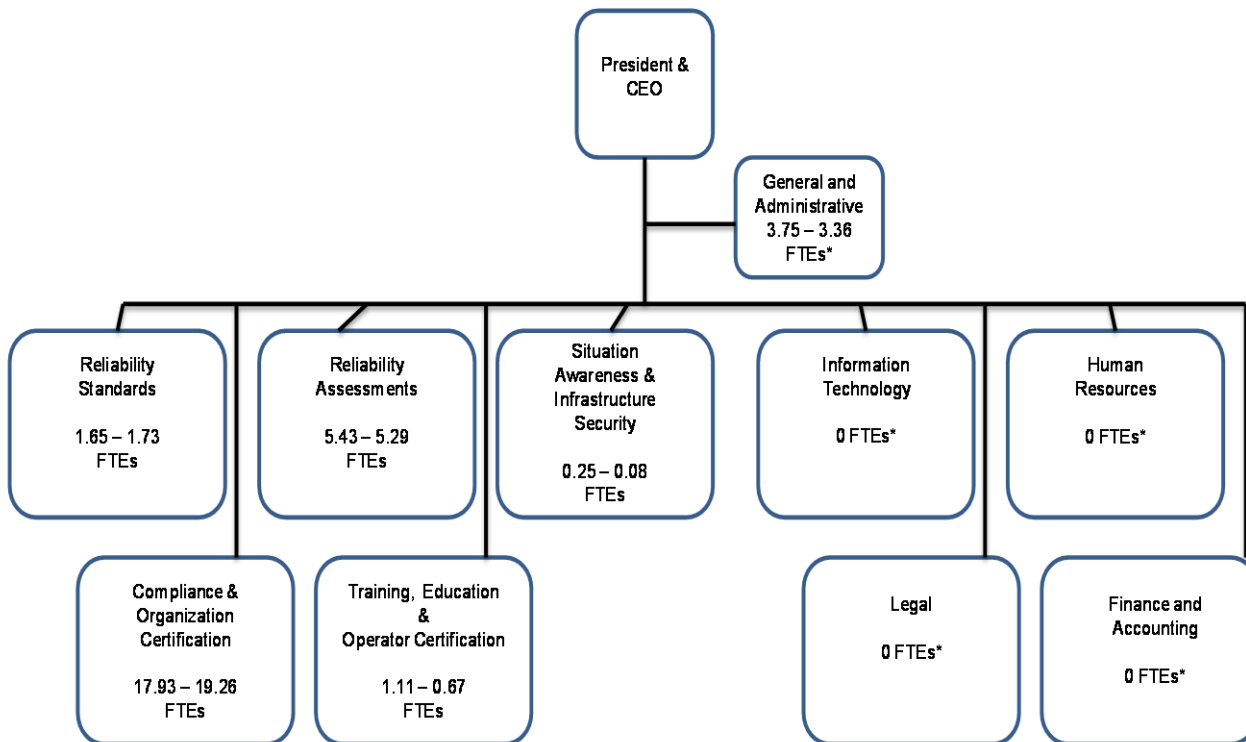 President &
CEO
General and
Administrative
3.75 – 3.36
FTEs*
Reliability
Standards
1.65 – 1.73
FTEs
Reliability
Assessments
5.43 – 5.29
FTEs
Situation
Awareness &
Infrastructure
Security
0.25 – 0.08
FTEs
Information
Technology
0 FTEs*
Human
Resources
0 FTEs*
Compliance &
Organization
Certification
17.93 – 19.26
FTEs
Training, Education
&
Operator Certification
1.11 – 0.67
FTEs
Legal
0 FTEs*
Finance and
Accounting
0 FTEs*